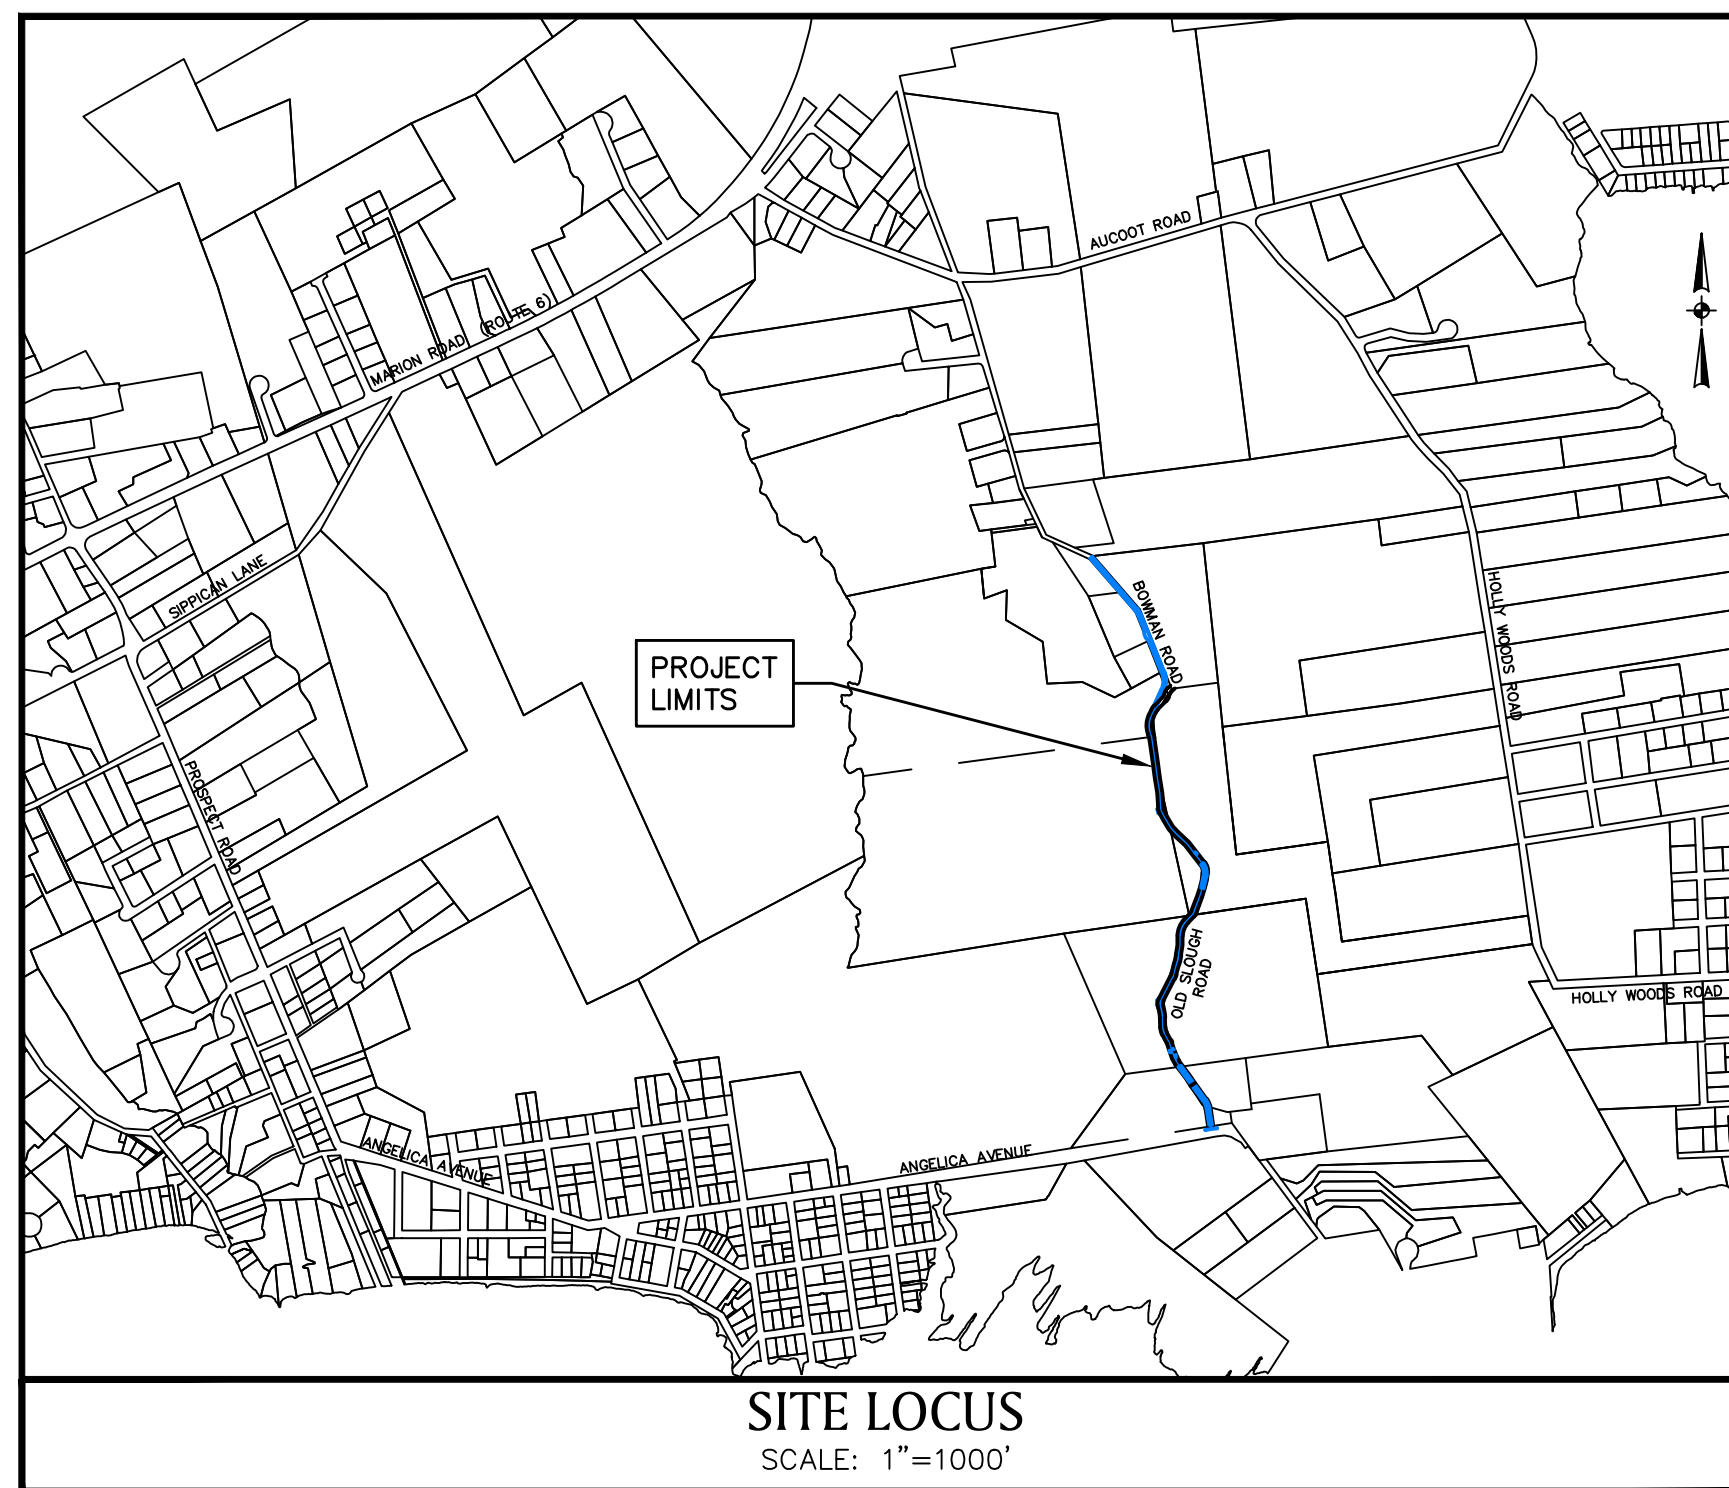 AUCOOT ROAD
MARION ROAD (ROUTE 6)
SIPPICAN LANE
BOWMAN ROAD
HOLLY WOODS ROAD
PROJECT
LIMITS
PROSPECT ROAD
OLD SLOUGH
ROAD
HOLLY WOODS ROAD
ANGELICA AVENUE
ANGELICA AVENUE
SITE LOCUS
SCALE: 1"=1000'